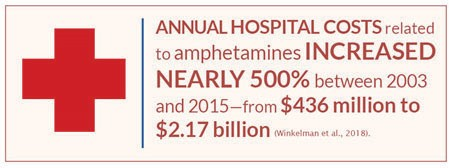 ANNUAL HOSPITAL COSTS related
to amphetamines INCREASED
NEARLY 500% between 2003
and 2015—from $436 million to
$2.17 billion (Winkelman et al., 2018).